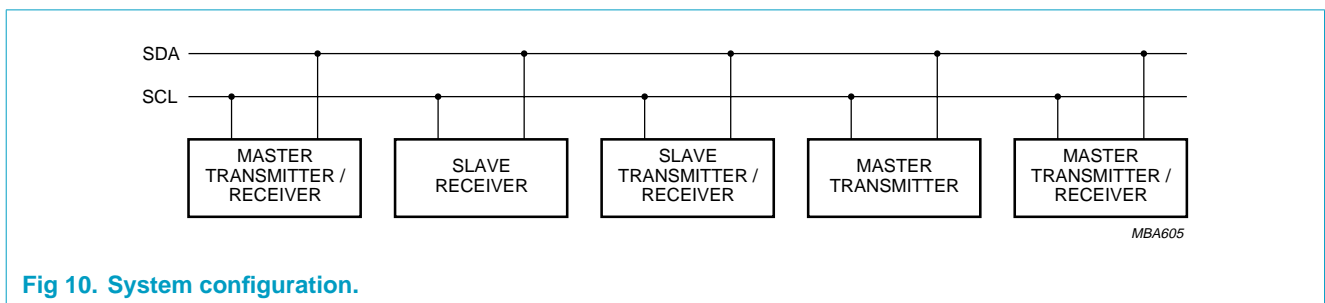 SDA
SCL
MASTER
TRANSMITTER /
RECEIVER
SLAVE
RECEIVER
SLAVE
TRANSMITTER /
RECEIVER
MASTER
TRANSMITTER
MASTER
TRANSMITTER /
RECEIVER
MBA605
Fig 10. System configuration.